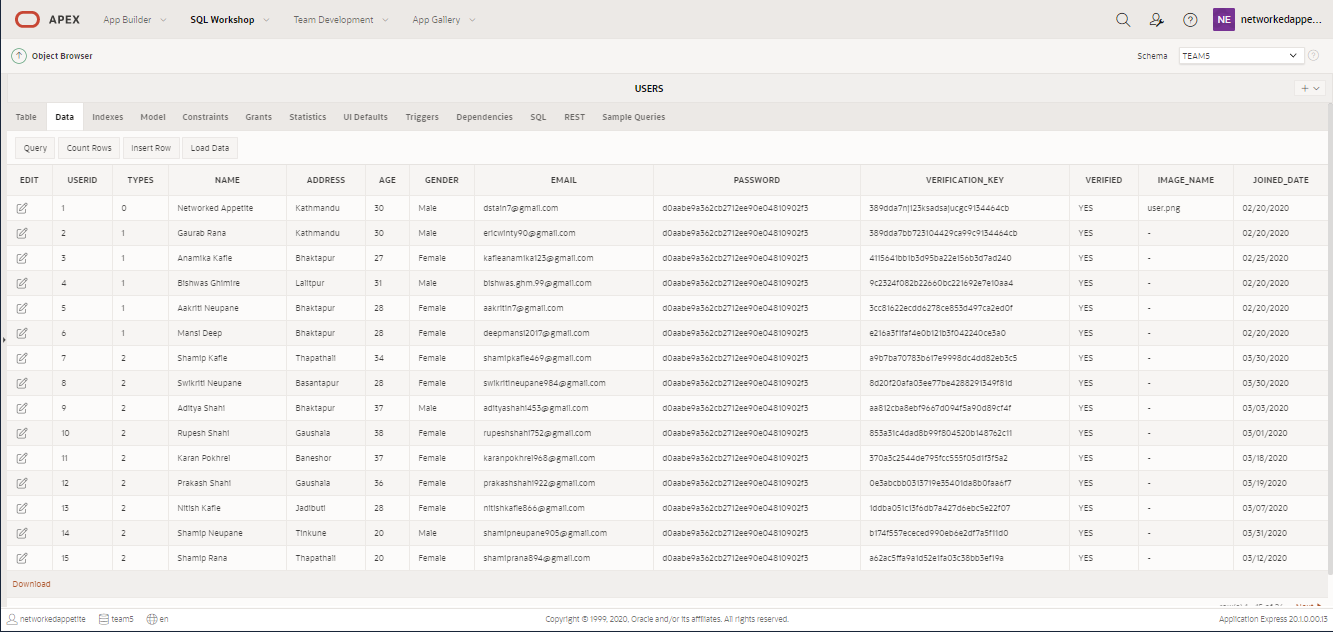 APEX App Builder SQL Workshop Team Development App Gallery NE networkedappe...
Object Browser Schema TEAM5
USERS
Table Data Indexes Model Constraints Grants Statistics UI Defaults Triggers Dependencies SQL REST Sample Queries
Query Count Rows Insert Row Load Data
EDIT USERID TYPES NAME ADDRESS AGE GENDER EMAIL PASSWORD VERIFICATION_KEY VERIFIED IMAGE_NAME JOINED_DATE
1 0 Networked Appetite Kathmandu 30 Male dstain7@gmail.com d0aabe9a362cb2712ee90e04810902f3 389dda7nj123ksadsajucgc9134464cb YES user.png 02/20/2020
2 1 Gaurab Rana Kathmandu 30 Male ericwinty90@gmail.com d0aabe9a362cb2712ee90e04810902f3 389dda7bb723104429ca99c9134464cb YES - 02/20/2020
3 1 Anamika Kafle Bhaktapur 27 Female kafleanamika123@gmail.com d0aabe9a362cb2712ee90e04810902f3 4115641bb1b3d95ba22e156b3d7ad240 YES - 02/25/2020
4 1 Bishwas Ghimire Lalitpur 31 Male bishwas.ghm.99@gmail.com d0aabe9a362cb2712ee90e04810902f3 9c2324f082b22660bc221692e7e10aa4 YES - 02/20/2020
5 1 Aakriti Neupane Bhaktapur 28 Female aakritin7@gmail.com d0aabe9a362cb2712ee90e04810902f3 3cc81622ecdd6278ce853d497ca2ed0f YES - 02/20/2020
6 1 Mansi Deep Bhaktapur 28 Female deepmansi2017@gmail.com d0aabe9a362cb2712ee90e04810902f3 e216a3f1faf4e0b121b3f042240ce3a0 YES - 02/20/2020
7 2 Shamip Kafle Thapathali 34 Female shamipkafle469@gmail.com d0aabe9a362cb2712ee90e04810902f3 a9b7ba70783b617e9998dc4dd82eb3c5 YES - 03/30/2020
8 2 Swikriti Neupane Basantapur 28 Female swikritineupane984@gmail.com d0aabe9a362cb2712ee90e04810902f3 8d20f20afa03ee77be4288291349f81d YES - 03/30/2020
9 2 Aditya Shahi Bhaktapur 37 Male adityashahi453@gmail.com d0aabe9a362cb2712ee90e04810902f3 aa812cba8ebf9667d094f5a90d89cf4f YES - 03/03/2020
10 2 Rupesh Shahi Gaushala 38 Female rupeshshahi752@gmail.com d0aabe9a362cb2712ee90e04810902f3 853a31c4dad8b99f804520b148762c11 YES - 03/01/2020
11 2 Karan Pokhrel Baneshor 37 Female karanpokhrel968@gmail.com d0aabe9a362cb2712ee90e04810902f3 370a3c2544de795fcc555f05d1f3f5a2 YES - 03/18/2020
12 2 Prakash Shahi Gaushala 36 Female prakashshahi922@gmail.com d0aabe9a362cb2712ee90e04810902f3 0e3abcbb0313719e35401da8b0faa6f7 YES - 03/19/2020
13 2 Nitish Kafle Jadibuti 28 Female nitishkafle866@gmail.com d0aabe9a362cb2712ee90e04810902f3 1ddba051c13f6db7a427d6ebc5e22f07 YES - 03/07/2020
14 2 Shamip Neupane Tinkune 20 Male shamipneupane905@gmail.com d0aabe9a362cb2712ee90e04810902f3 b174f557ececed990eb6e2df7a5f11d0 YES - 03/31/2020
15 2 Shamip Rana Thapathali 20 Female shamiprana894@gmail.com d0aabe9a362cb2712ee90e04810902f3 a62ac5ffa9a1d52e1fa03c38bb3ef19a YES - 03/12/2020
Download
networkedappetite team5 en Copyright © 1999, 2020, Oracle and/or its affiliates. All rights reserved. Application Express 20.1.0.00.13